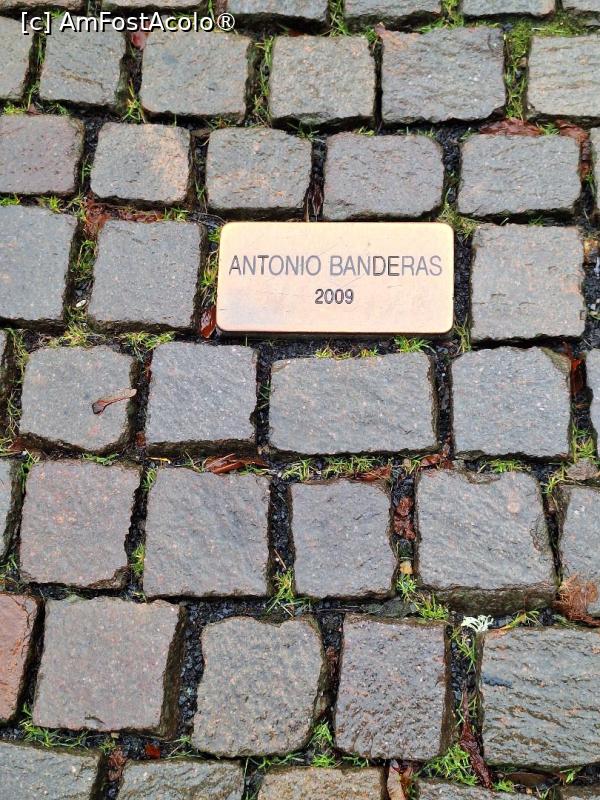 [c] AmFostAcolo®
ANTONIO BANDERAS
2009